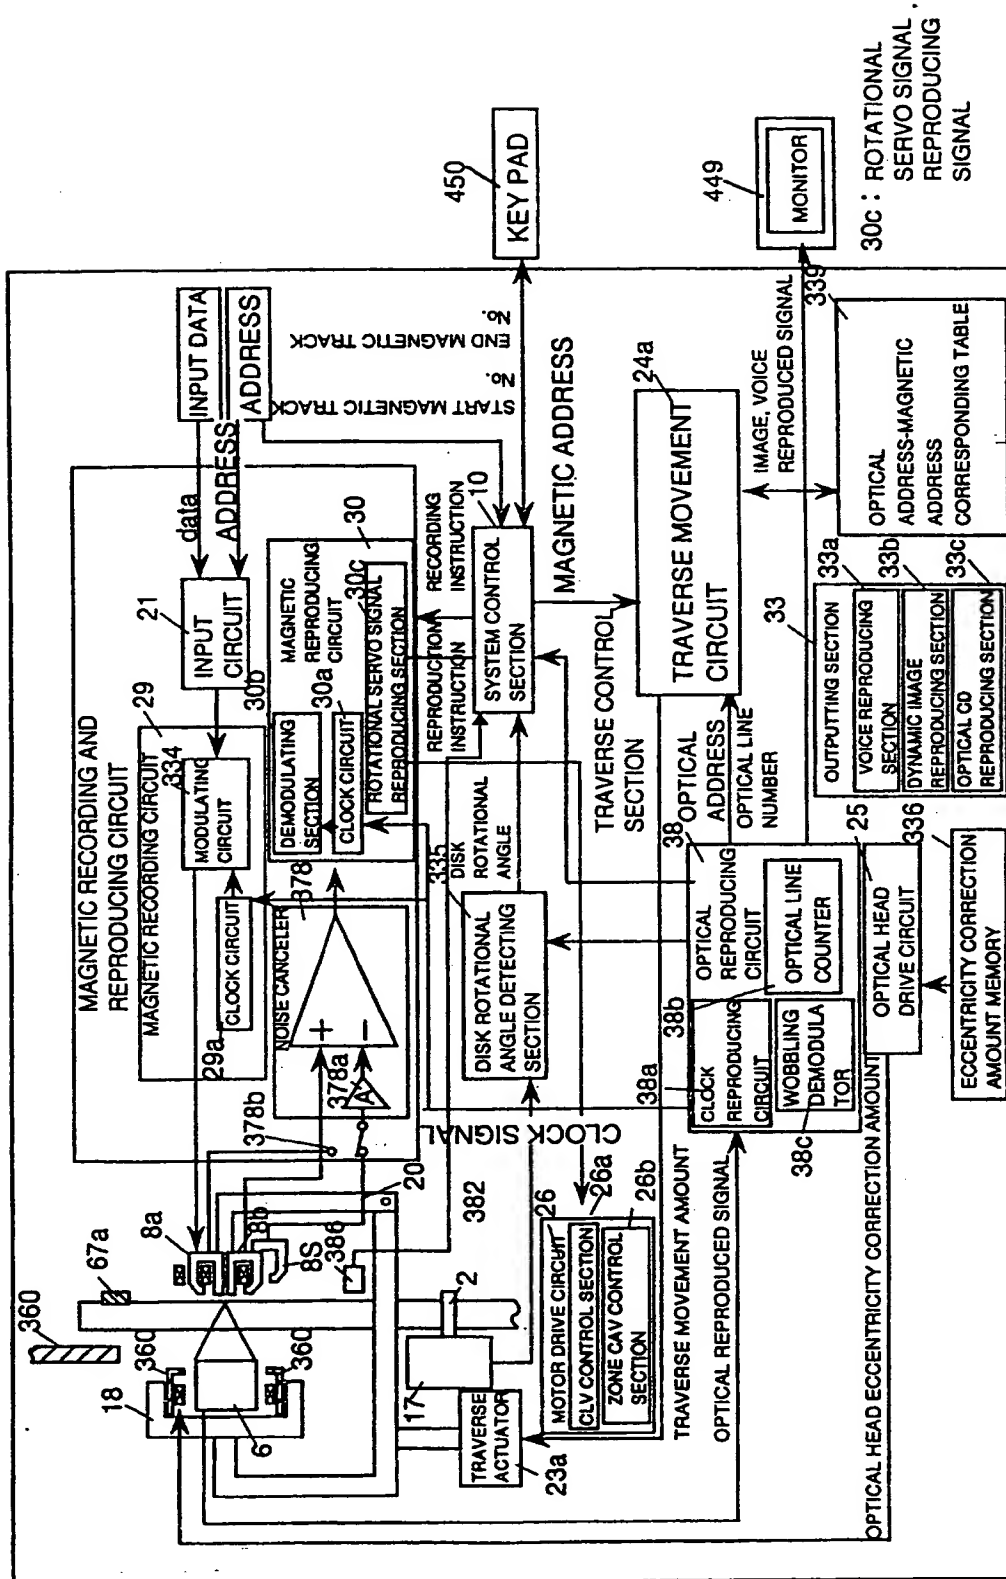 MAGNETIC RECORDING AND
REPRODUCING CIRCUIT
29
MAGNETIC RECORDING CIRCUIT
334
MODULATING
CIRCUIT
CLOCK CIRCUIT
29a
21
INPUT
CIRCUIT
data
ADDRESS
INPUT DATA
ADDRESS
30b
30
MAGNETIC
REPRODUCING
CIRCUIT
30a
30c
DEMODULATING
SECTION
CLOCK CIRCUIT
ROTATIONAL SERVO SIGNAL
REPRODUCING SECTION
NOISE CANCELER
378
+
−
378a
A
378b
START MAGNETIC TRACK
No.
END MAGNETIC TRACK
No.
450
KEY PAD
RECORDING
INSTRUCTION
REPRODUCTION
INSTRUCTION
10
SYSTEM CONTROL
SECTION
MAGNETIC ADDRESS
335
DISK
ROTATIONAL
ANGLE
DISK ROTATIONAL
ANGLE DETECTING
SECTION
TRAVERSE CONTROL
SECTION
24a
TRAVERSE MOVEMENT
CIRCUIT
OPTICAL
ADDRESS
OPTICAL LINE
NUMBER
IMAGE, VOICE
REPRODUCED SIGNAL
449
MONITOR
30c : ROTATIONAL
SERVO SIGNAL
REPRODUCING
SIGNAL
339
OPTICAL
ADDRESS-MAGNETIC
ADDRESS
CORRESPONDING TABLE
33
OUTPUTTING SECTION
33a
VOICE REPRODUCING
SECTION
33b
DYNAMIC IMAGE
REPRODUCING SECTION
33c
OPTICAL CD
REPRODUCING SECTION
38
OPTICAL
REPRODUCING
CIRCUIT
38b
OPTICAL LINE
COUNTER
38a
CLOCK
REPRODUCING
CIRCUIT
38c
WOBBLING
DEMODULA
TOR
25
OPTICAL HEAD
DRIVE CIRCUIT
336
ECCENTRICITY CORRECTION
AMOUNT MEMORY
CLOCK SIGNAL
360
67a
8a
8b
8S
20
386
382
360
360
18
6
2
17
TRAVERSE
ACTUATOR
23a
26
MOTOR DRIVE CIRCUIT
26a
CLV CONTROL SECTION
26b
ZONE CAV CONTROL
SECTION
TRAVERSE MOVEMENT AMOUNT
OPTICAL REPRODUCED SIGNAL
OPTICAL HEAD ECCENTRICITY CORRECTION AMOUNT